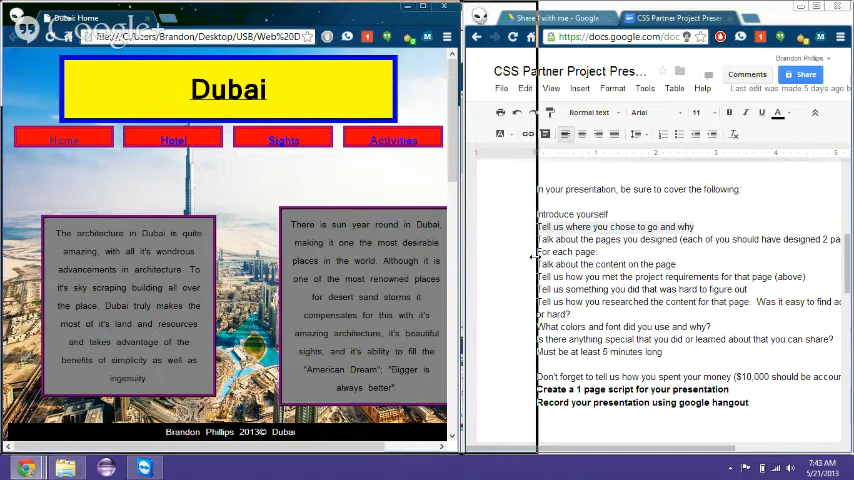 Dubai: Home
Google+
file:///C:/Users/Brandon/Desktop/USB/Web%20D
Dubai
Home
Hotel
Sights
Activities
The architecture in Dubai is quite
amazing, with all it's wondrous
advancements in architecture. To
it's sky scraping building all over
the place. Dubai truly makes the
most of it's land and resources
and takes advantage of the
benefits of simplicity as well as
ingenuity.
There is sun year round in Dubai,
making it one the most desirable
places in the world. Although it is
one of the most renowned places
for desert sand storms it
compensates for this with it's
amazing architecture, it's beautiful
sights, and it's ability to fill the
"American Dream"; "Bigger is
always better".
Brandon Phillips 2013© Dubai
Share with me - Google
CSS Partner Project Prese
https://docs.google.com/doc
Brandon Phillips
CSS Partner Project Pres...
Comments
Share
File Edit View Insert Format Tools Table Help
Last edit was made 5 days ag
Normal text
Arial
11
B I U A
1 1 2 3 4 5
n your presentation, be sure to cover the following:
ntroduce yourself
Tell us where you chose to go and why
Talk about the pages you designed (each of you should have designed 2 pa
For each page:
Talk about the content on the page
Tell us how you met the project requirements for that page (above)
Tell us something you did that was hard to figure out
Tell us how you researched the content for that page. Was it easy to find ac
or hard?
What colors and font did you use and why?
Is there anything special that you did or learned about that you can share?
Must be at least 5 minutes long
Don't forget to tell us how you spent your money ($10,000 should be accour
Create a 1 page script for your presentation
Record your presentation using google hangout
7:43 AM
5/21/2013